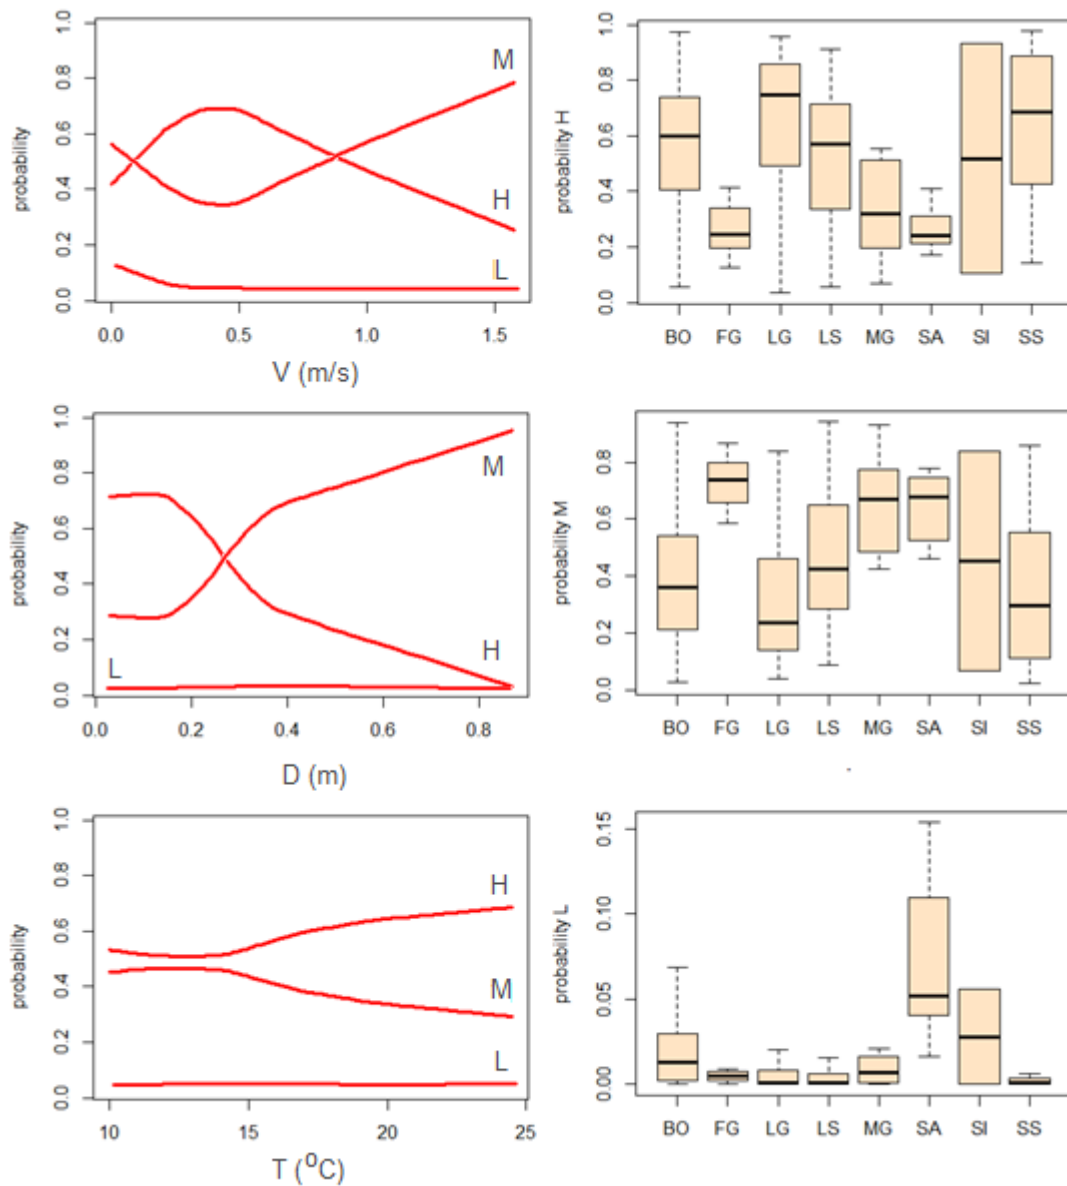 probability
0.0 0.2 0.4 0.6 0.8 1.0
M
H
L
0.0 0.5 1.0 1.5
V (m/s)
probability H
0.0 0.2 0.4 0.6 0.8 1.0
BO FG LG LS MG SA SI SS
probability
0.0 0.2 0.4 0.6 0.8 1.0
M
H
L
0.0 0.2 0.4 0.6 0.8
D (m)
probability M
0.0 0.2 0.4 0.6 0.8
BO FG LG LS MG SA SI SS
probability
0.0 0.2 0.4 0.6 0.8 1.0
H
M
L
10 15 20 25
T (⁰C)
probability L
0.00 0.05 0.10 0.15
BO FG LG LS MG SA SI SS